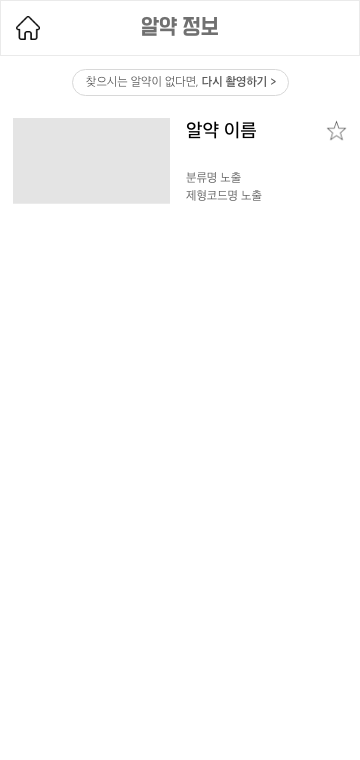 알약 정보
찾으시는 알약이 없다면, 다시 촬영하기 >
알약 이름
분류명 노출
제형코드명 노출